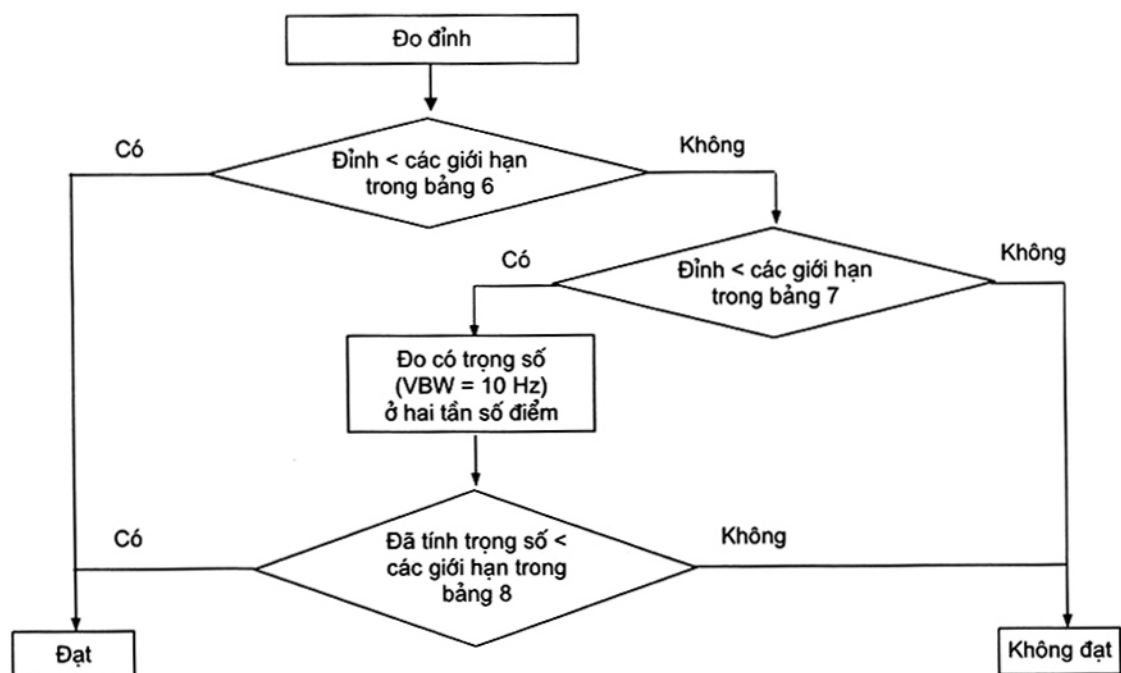 Đo đỉnh
Có
Không
Đỉnh < các giới hạn
trong bảng 6
Có
Không
Đỉnh < các giới hạn
trong bảng 7
Đo có trọng số
(VBW = 10 Hz)
ở hai tần số điểm
Có
Không
Đã tính trọng số <
các giới hạn trong
bảng 8
Đạt
Không đạt